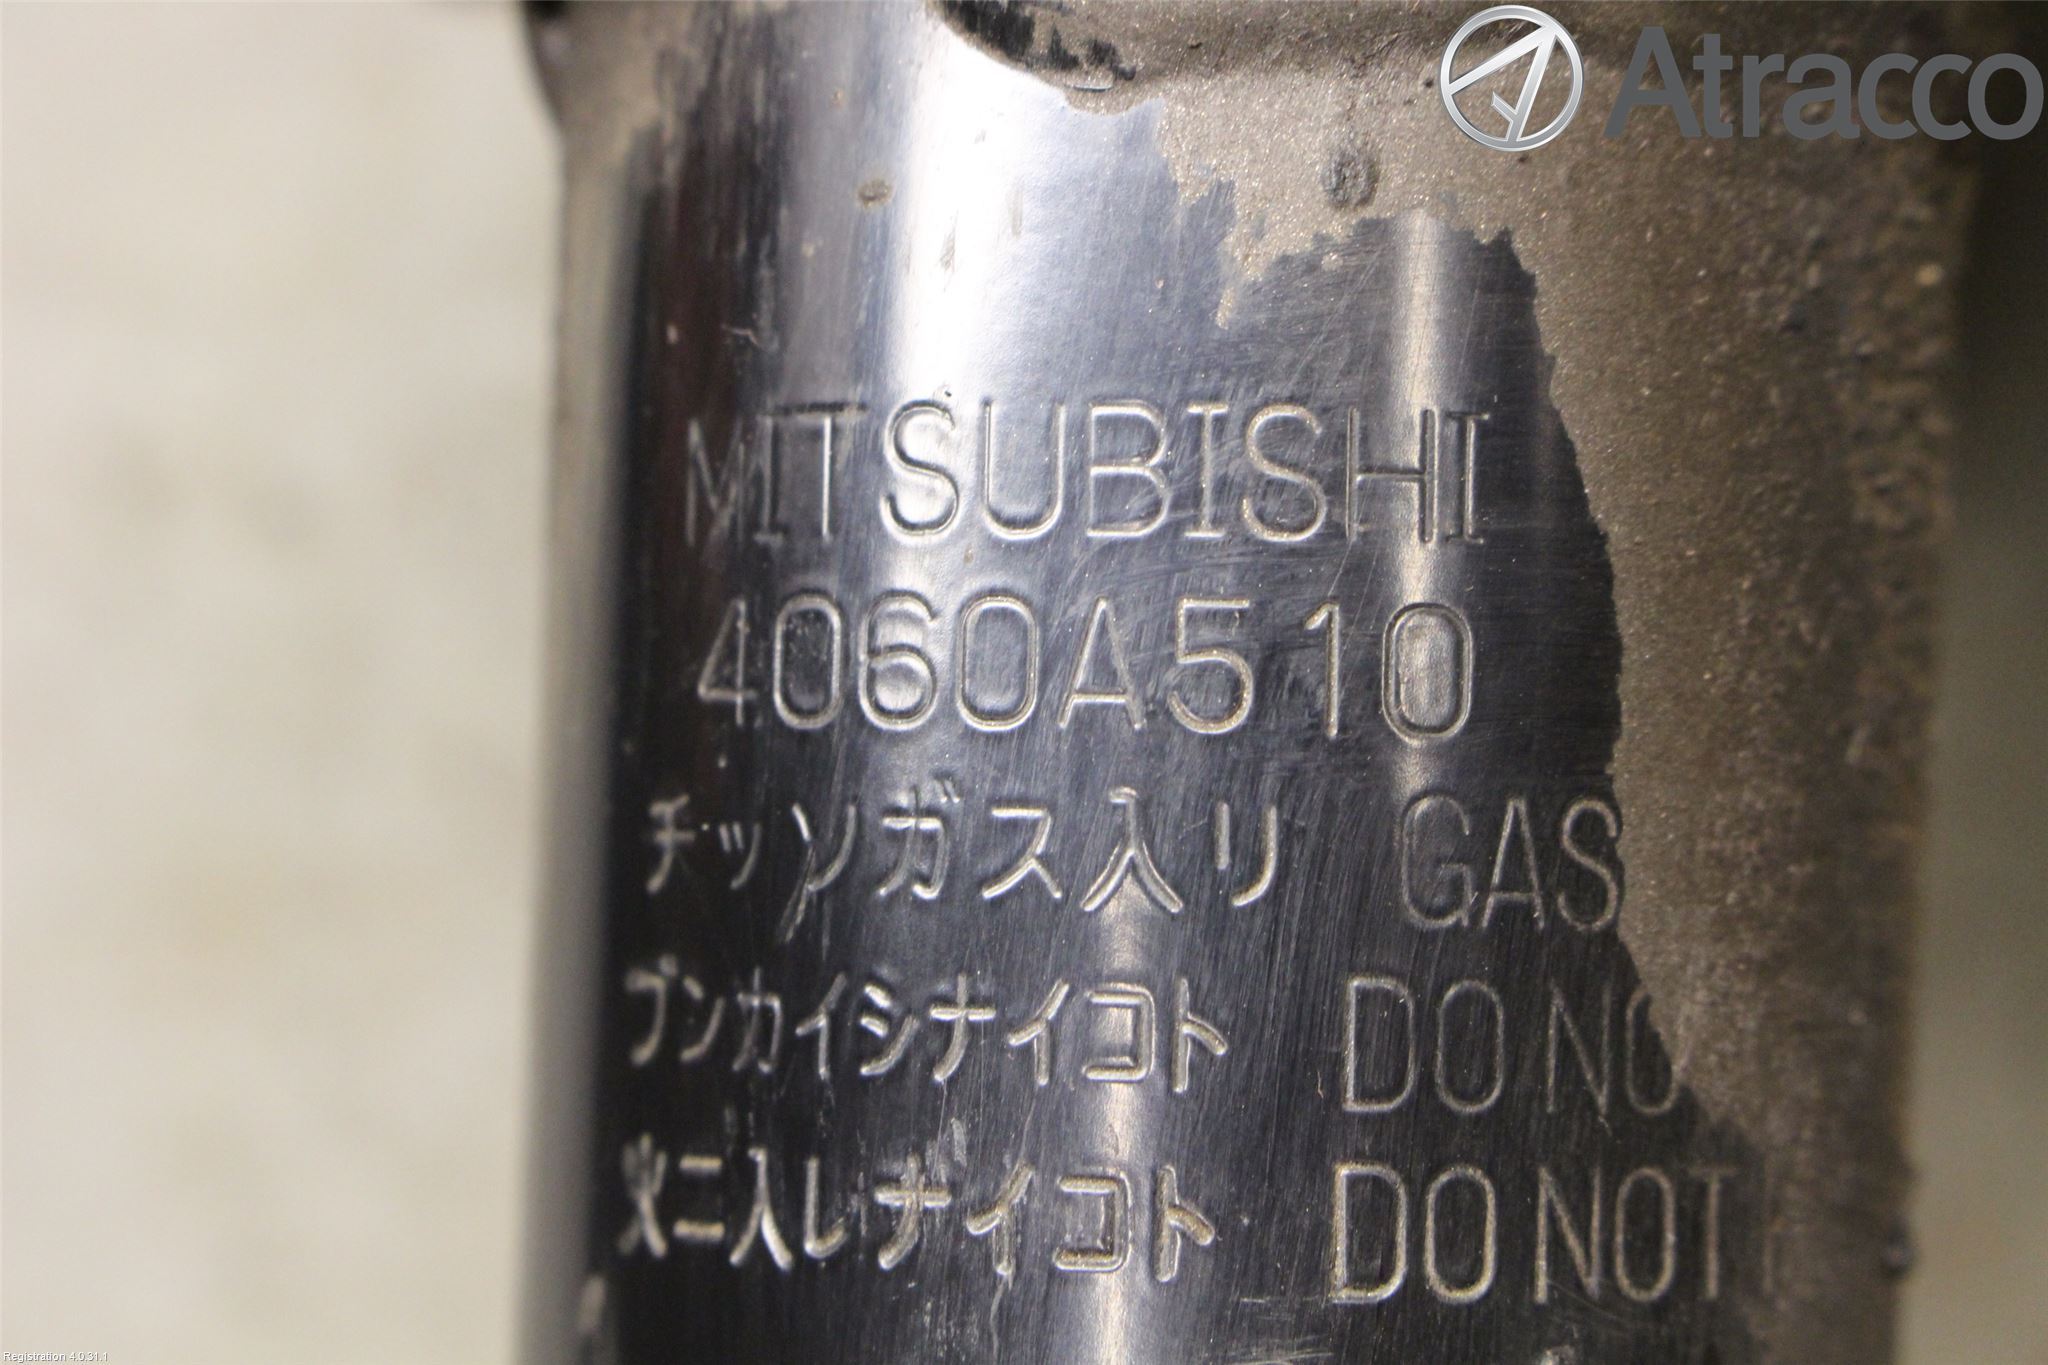 Atracco
MITSUBISHI
4060A510
チッソガス入リ GAS
ブンカイシナイコト DO NO
火ニ入レナイコト DO NOT
Registration 4.0.31.1